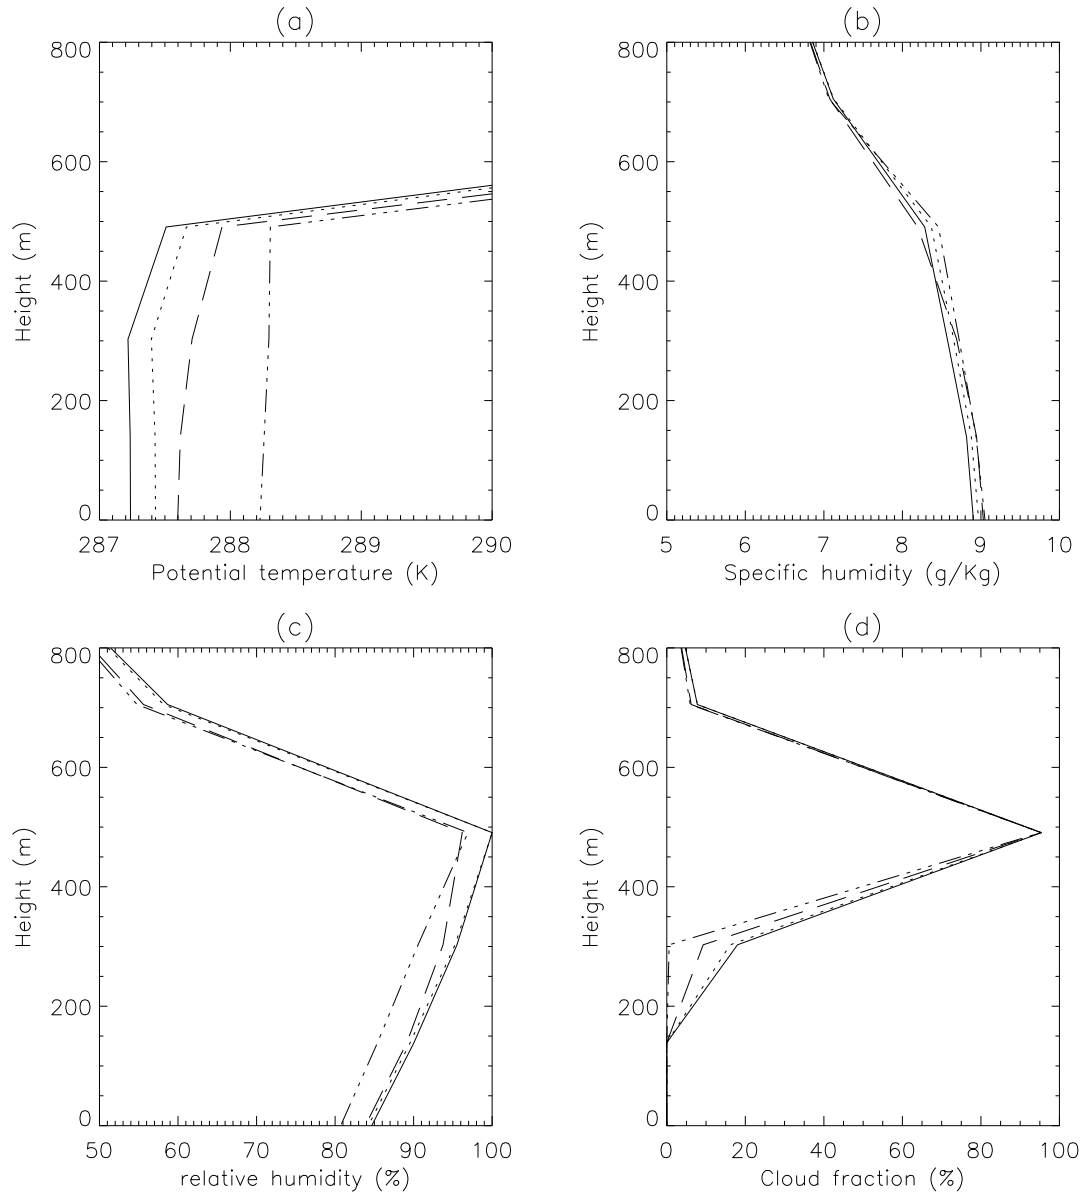 (a)
800
600
400
200
0
Height (m)
287 288 289 290
Potential temperature (K)
(b)
800
600
400
200
0
Height (m)
5 6 7 8 9 10
Specific humidity (g/Kg)
(c)
800
600
400
200
0
Height (m)
50 60 70 80 90 100
relative humidity (%)
(d)
800
600
400
200
0
Height (m)
0 20 40 60 80 100
Cloud fraction (%)